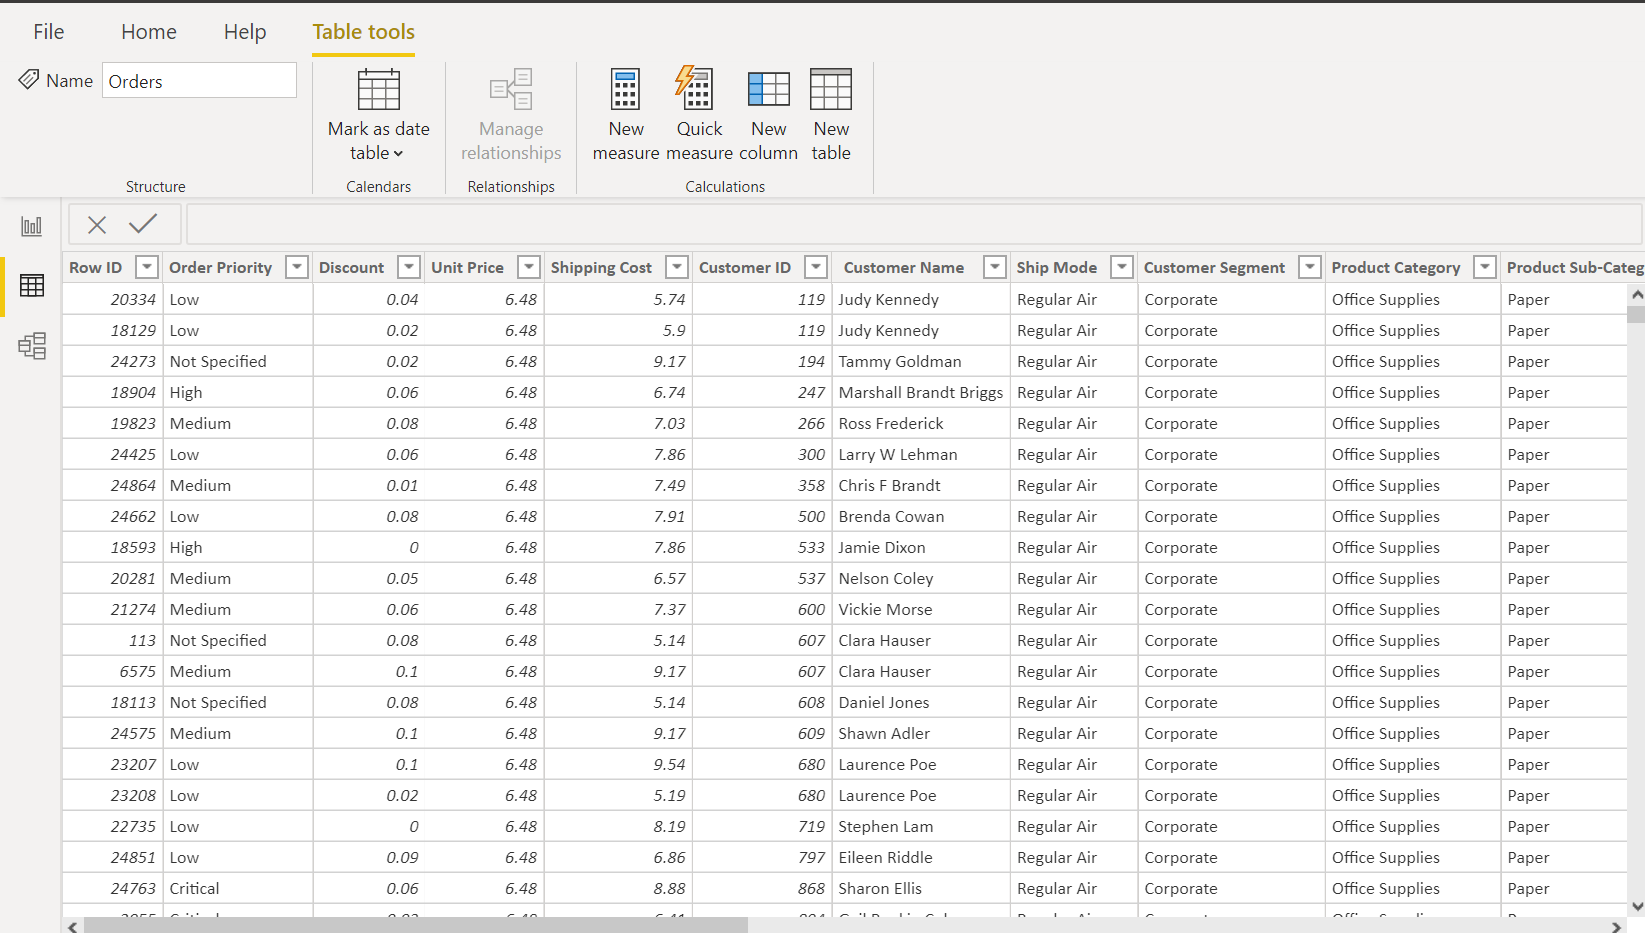 File Home Help Table tools
Name Orders
Mark as date table
Manage relationships
New measure
Quick measure
New column
New table
Structure Calendars Relationships Calculations
Row ID Order Priority Discount Unit Price Shipping Cost Customer ID Customer Name Ship Mode Customer Segment Product Category Product Sub-Categ
20334 Low 0.04 6.48 5.74 119 Judy Kennedy Regular Air Corporate Office Supplies Paper
18129 Low 0.02 6.48 5.9 119 Judy Kennedy Regular Air Corporate Office Supplies Paper
24273 Not Specified 0.02 6.48 9.17 194 Tammy Goldman Regular Air Corporate Office Supplies Paper
18904 High 0.06 6.48 6.74 247 Marshall Brandt Briggs Regular Air Corporate Office Supplies Paper
19823 Medium 0.08 6.48 7.03 266 Ross Frederick Regular Air Corporate Office Supplies Paper
24425 Low 0.06 6.48 7.86 300 Larry W Lehman Regular Air Corporate Office Supplies Paper
24864 Medium 0.01 6.48 7.49 358 Chris F Brandt Regular Air Corporate Office Supplies Paper
24662 Low 0.08 6.48 7.91 500 Brenda Cowan Regular Air Corporate Office Supplies Paper
18593 High 0 6.48 7.86 533 Jamie Dixon Regular Air Corporate Office Supplies Paper
20281 Medium 0.05 6.48 6.57 537 Nelson Coley Regular Air Corporate Office Supplies Paper
21274 Medium 0.06 6.48 7.37 600 Vickie Morse Regular Air Corporate Office Supplies Paper
113 Not Specified 0.08 6.48 5.14 607 Clara Hauser Regular Air Corporate Office Supplies Paper
6575 Medium 0.1 6.48 9.17 607 Clara Hauser Regular Air Corporate Office Supplies Paper
18113 Not Specified 0.08 6.48 5.14 608 Daniel Jones Regular Air Corporate Office Supplies Paper
24575 Medium 0.1 6.48 9.17 609 Shawn Adler Regular Air Corporate Office Supplies Paper
23207 Low 0.1 6.48 9.54 680 Laurence Poe Regular Air Corporate Office Supplies Paper
23208 Low 0.02 6.48 5.19 680 Laurence Poe Regular Air Corporate Office Supplies Paper
22735 Low 0 6.48 8.19 719 Stephen Lam Regular Air Corporate Office Supplies Paper
24851 Low 0.09 6.48 6.86 797 Eileen Riddle Regular Air Corporate Office Supplies Paper
24763 Critical 0.06 6.48 8.88 868 Sharon Ellis Regular Air Corporate Office Supplies Paper